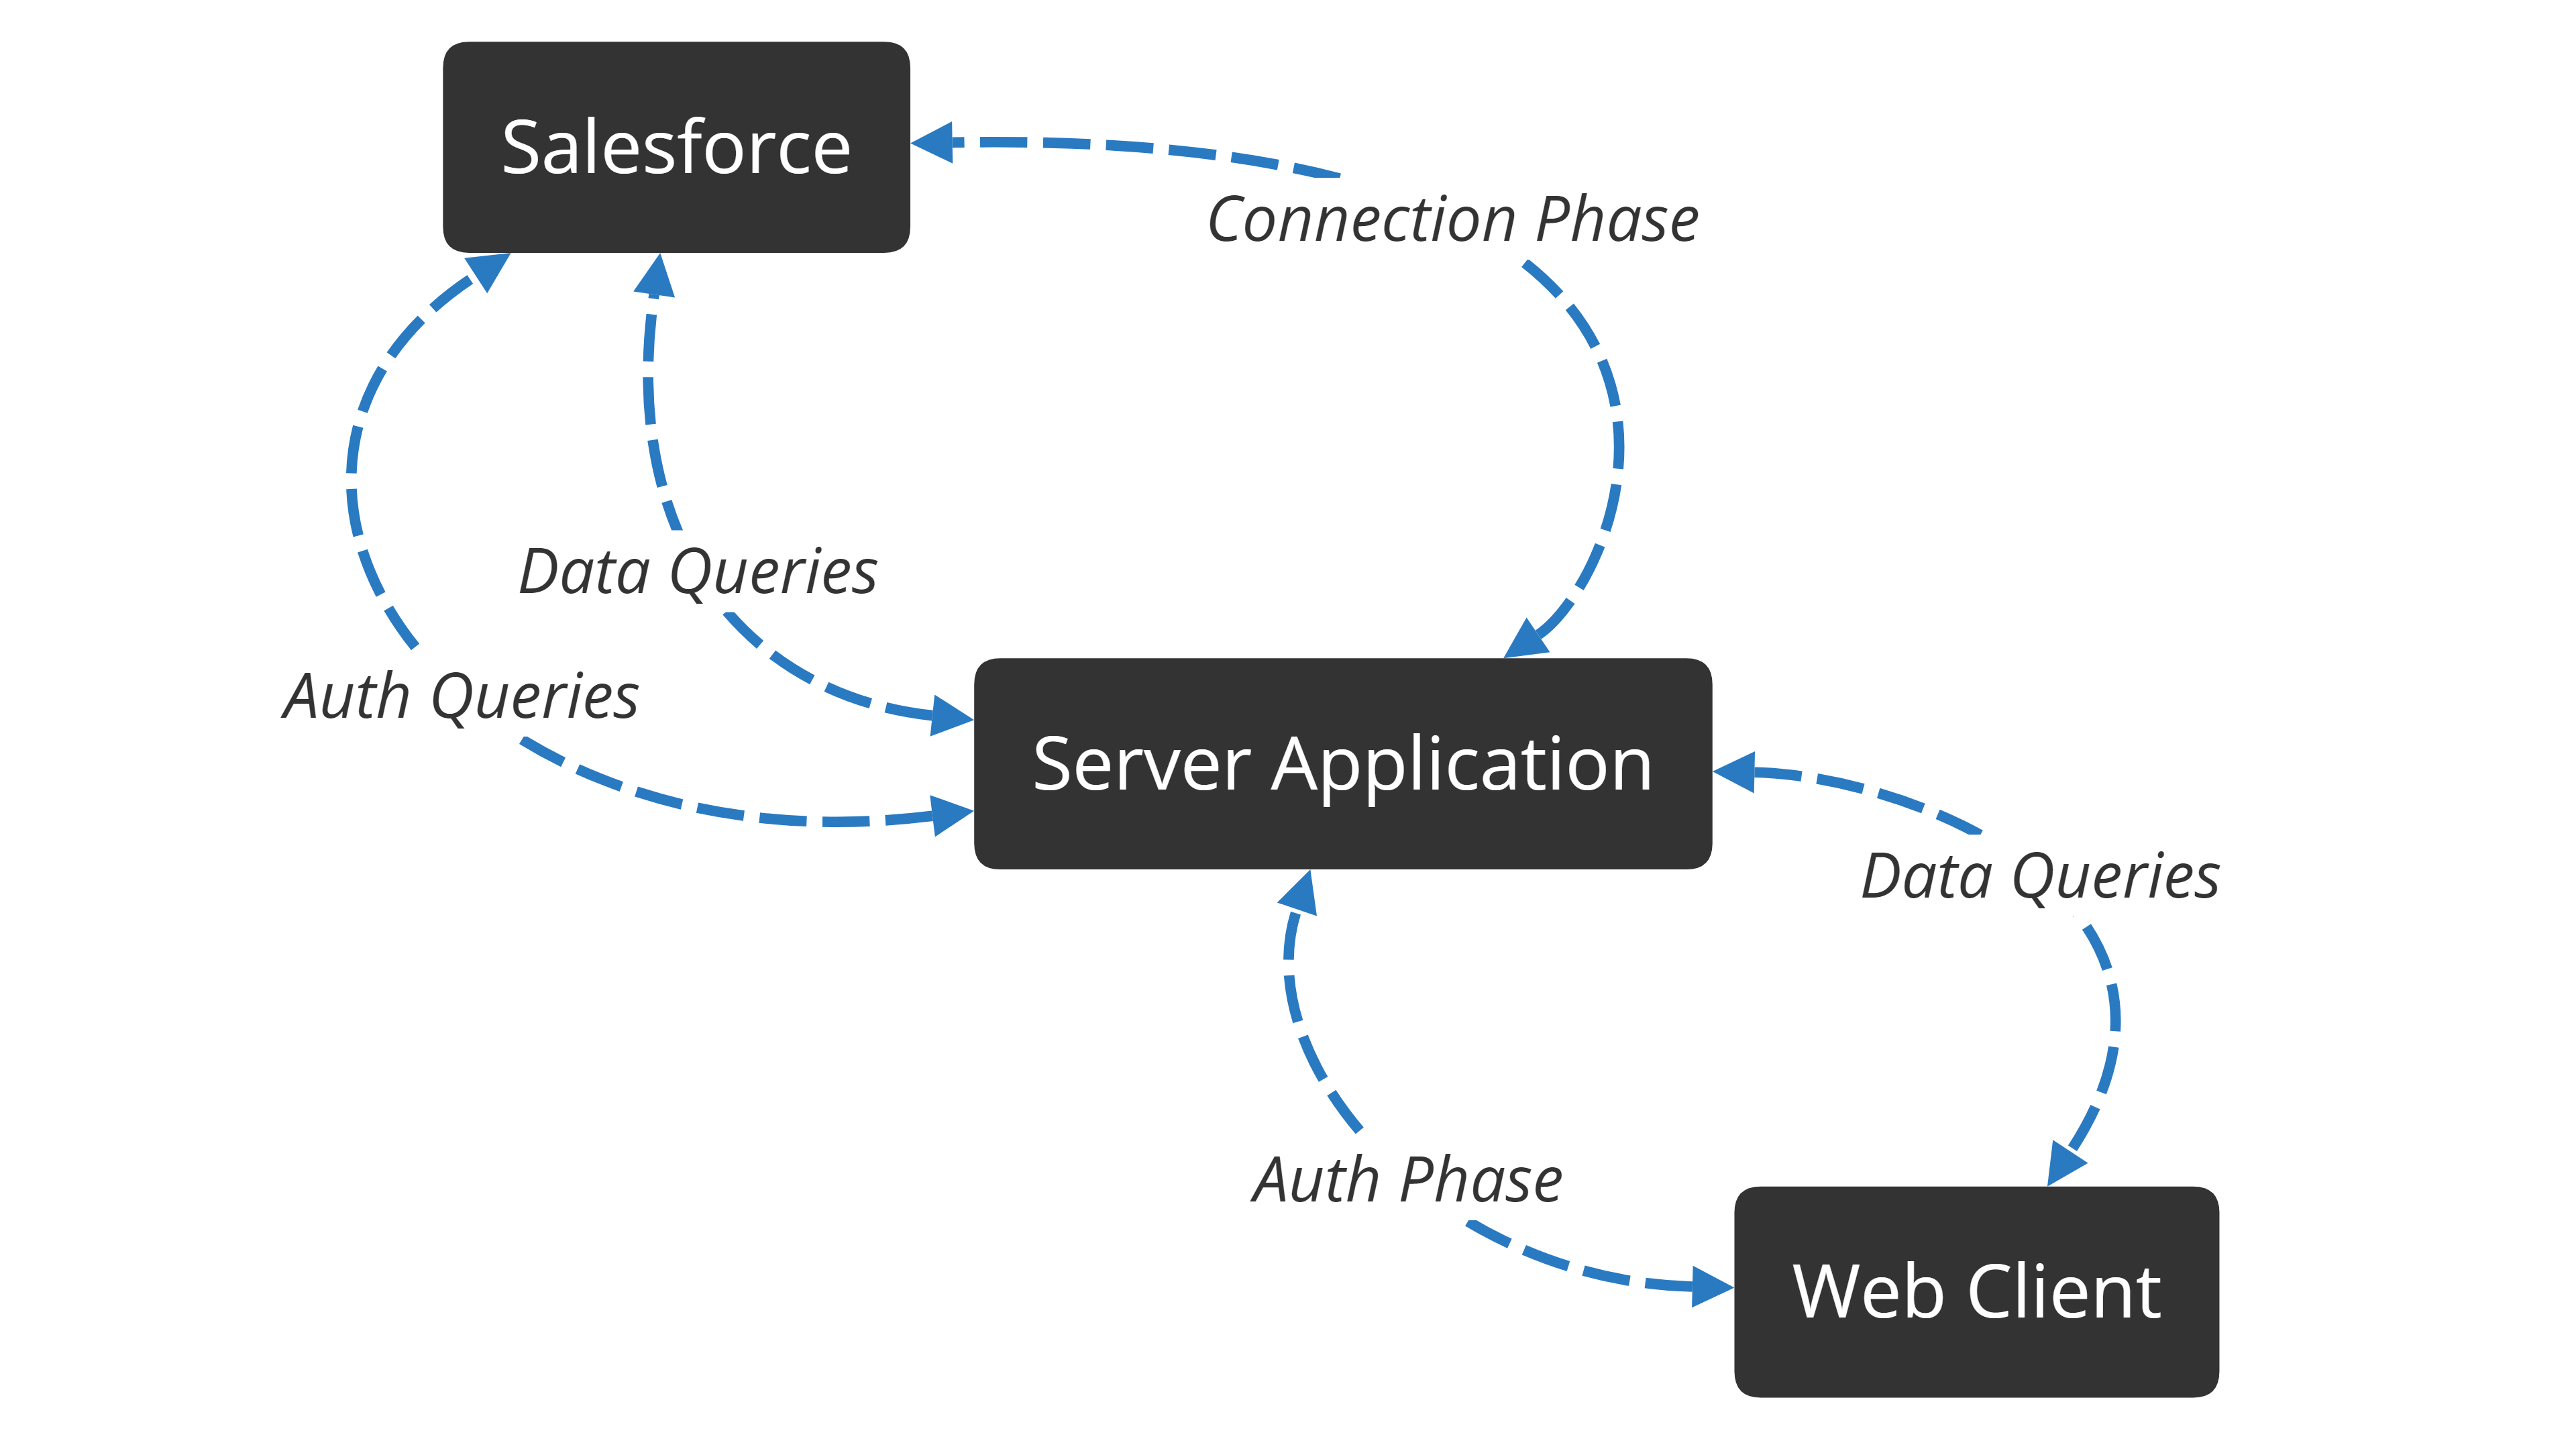 Salesforce
Connection Phase
Data Queries
Auth Queries
Server Application
Data Queries
Auth Phase
Web Client